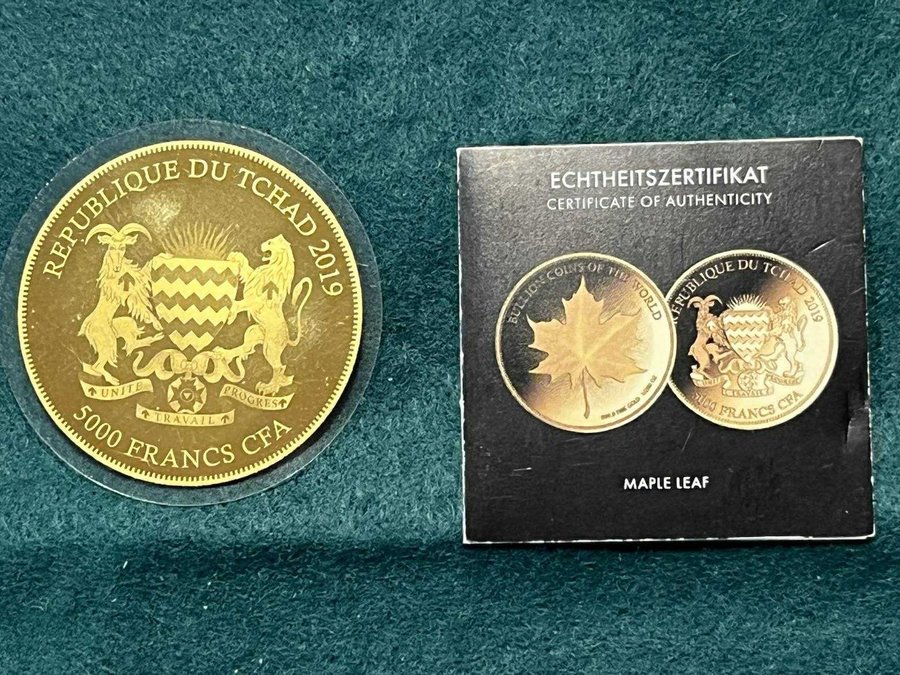 REPUBLIQUE DU TCHAD 2019
UNITE
TRAVAIL
PROGRES
5000 FRANCS CFA
ECHTHEITSZERTIFIKAT
CERTIFICATE OF AUTHENTICITY
BULLION COINS OF THE WORLD
REPUBLIQUE DU TCHAD 2019
TRAVAIL
FRANCS CFA
MAPLE LEAF